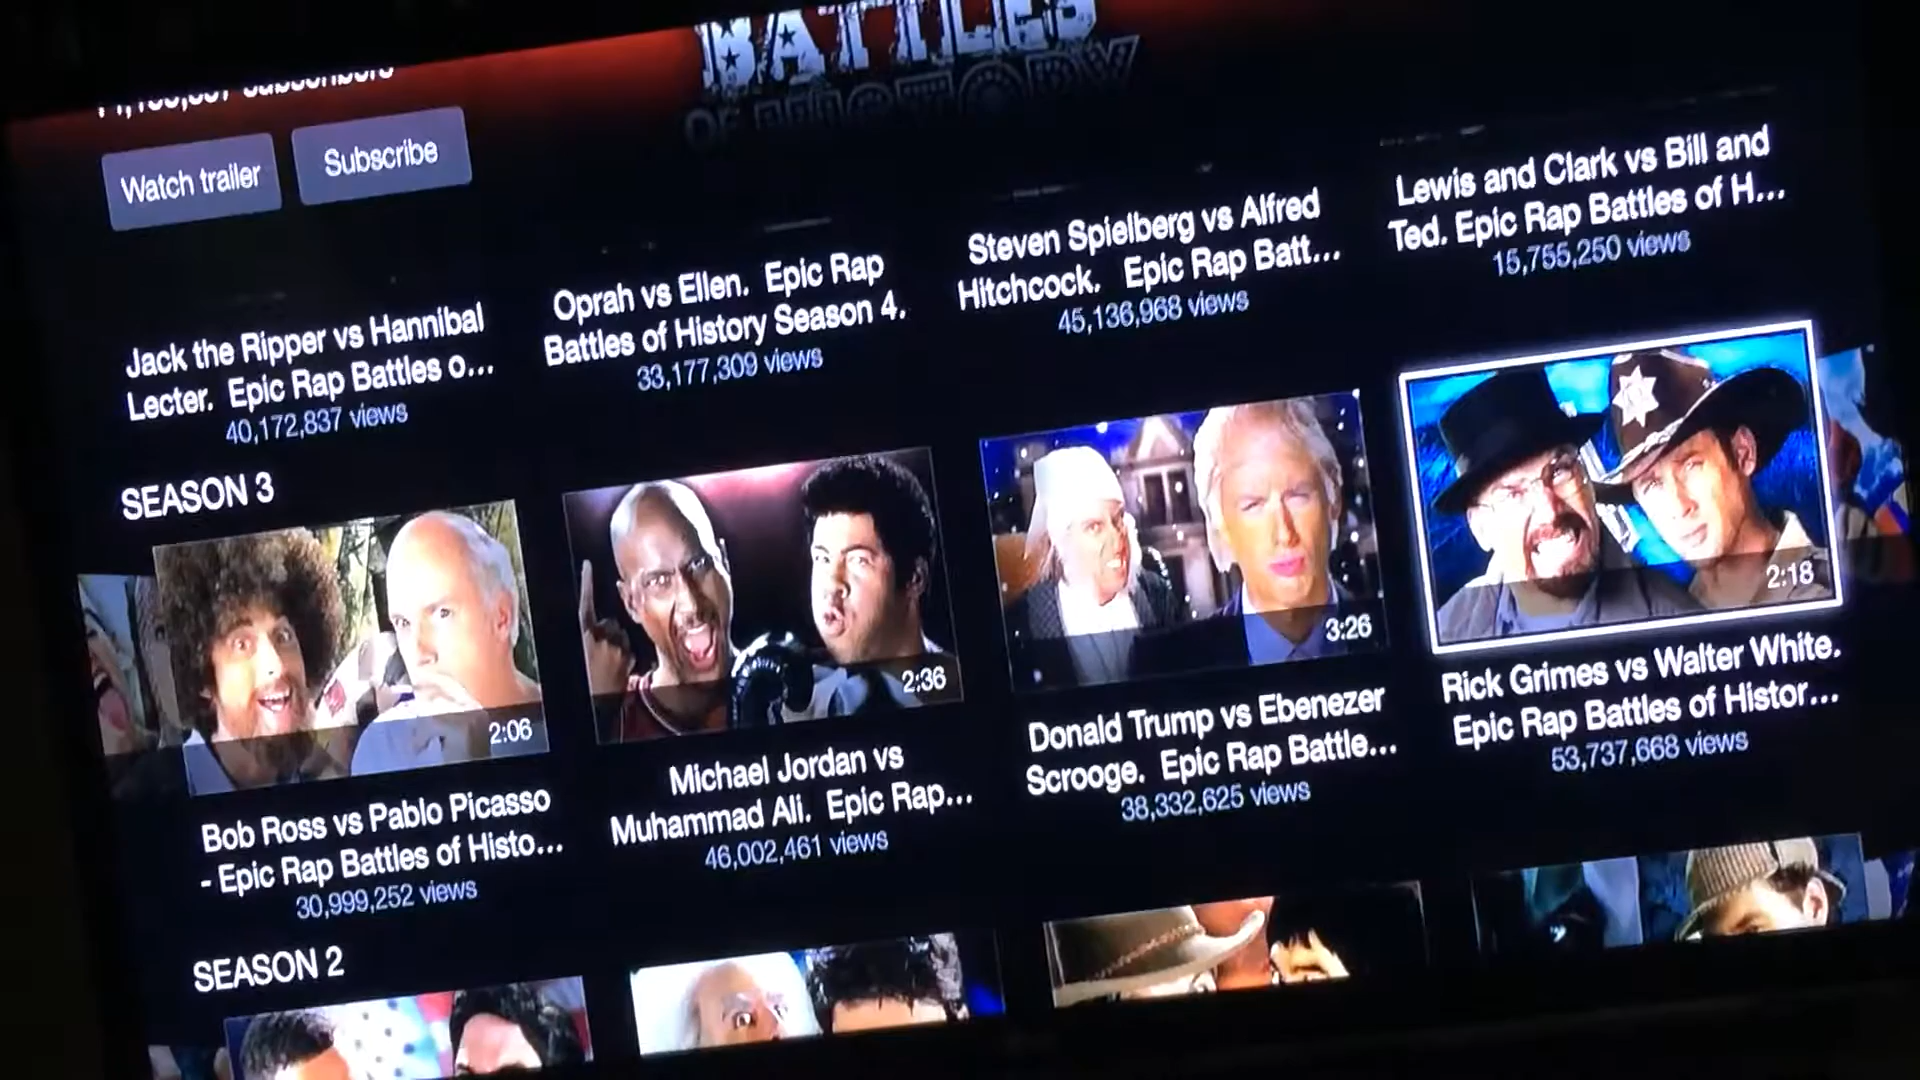 BATTLES
OF HISTORY
subscribers
Watch trailer
Subscribe
Jack the Ripper vs Hannibal
Lecter. Epic Rap Battles o...
40,172,837 views
Oprah vs Ellen. Epic Rap
Battles of History Season 4.
33,177,309 views
Steven Spielberg vs Alfred
Hitchcock. Epic Rap Batt...
45,136,968 views
Lewis and Clark vs Bill and
Ted. Epic Rap Battles of H...
15,755,250 views
SEASON 3
2:06
2:36
3:26
2:18
Bob Ross vs Pablo Picasso
- Epic Rap Battles of Histo...
30,999,252 views
Michael Jordan vs
Muhammad Ali. Epic Rap...
46,002,461 views
Donald Trump vs Ebenezer
Scrooge. Epic Rap Battle...
38,332,625 views
Rick Grimes vs Walter White.
Epic Rap Battles of Histor...
53,737,668 views
SEASON 2